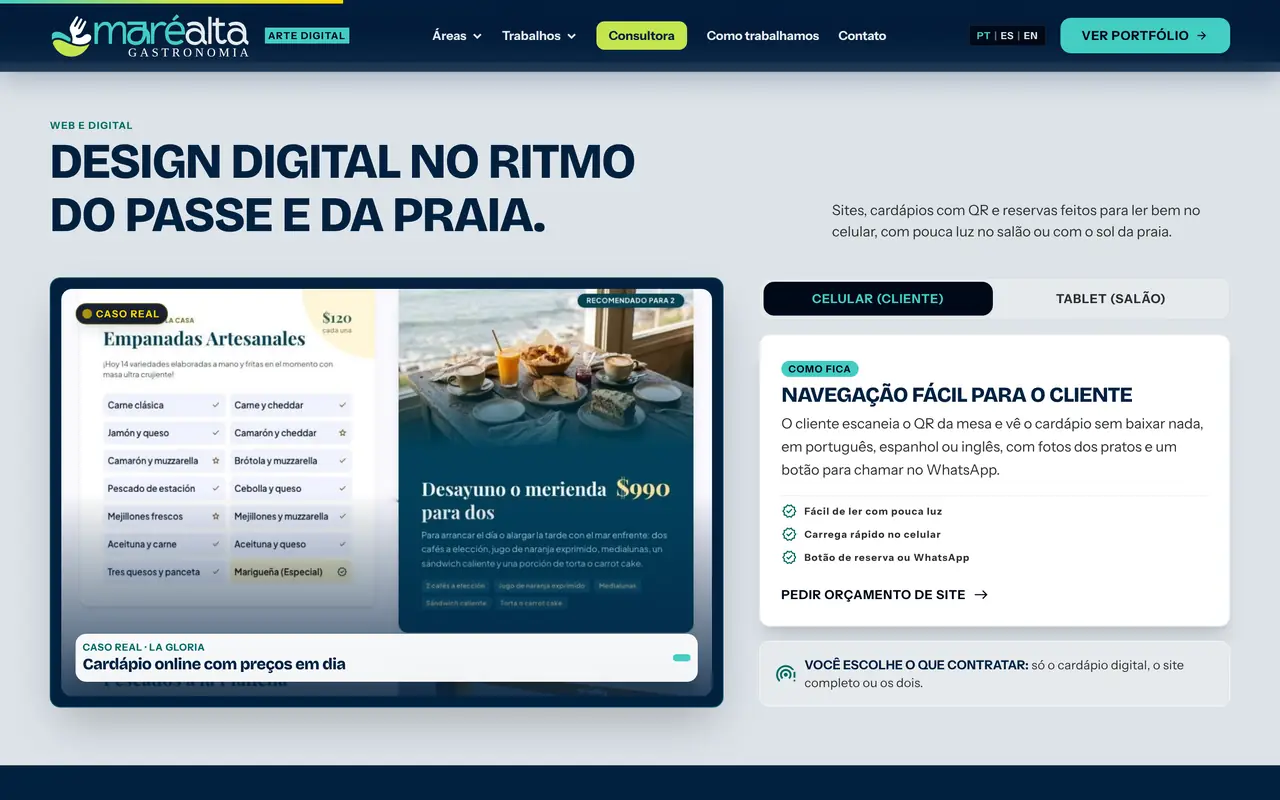 maréalta
GASTRONOMIA
ARTE DIGITAL
Áreas
Trabalhos
Consultora
Como trabalhamos
Contato
PT | ES | EN
VER PORTFÓLIO →
WEB E DIGITAL
DESIGN DIGITAL NO RITMO
DO PASSE E DA PRAIA.
Sites, cardápios com QR e reservas feitos para ler bem no
celular, com pouca luz no salão ou com o sol da praia.
CASO REAL
LA CASA
$120
cada una
Empanadas Artesanales
¡Hoy 14 variedades elaboradas a mano y fritas en el momento con
masa ultra crujiente!
Carne clásica
Carne y cheddar
Jamón y queso
Camarón y cheddar
Camarón y muzzarella
Brótola y muzzarella
Pescado de estación
Cebolla y queso
Mejillones frescos
Mejillones y muzzarella
Aceituna y carne
Aceituna y queso
Tres quesos y panceta
Marigueña (Especial)
RECOMENDADO PARA 2
Desayuno o merienda $990
para dos
Para arrancar el día o alargar la tarde con el mar enfrente: dos
cafés a elección, jugo de naranja exprimido, medialunas, un
sándwich caliente y una porción de torta o carrot cake.
2 cafés a elección
Jugo de naranja exprimido
Medialunas
Sándwich caliente
Torta o carrot cake
CASO REAL · LA GLORIA
Cardápio online com preços em dia
CELULAR (CLIENTE)
TABLET (SALÃO)
COMO FICA
NAVEGAÇÃO FÁCIL PARA O CLIENTE
O cliente escaneia o QR da mesa e vê o cardápio sem baixar nada,
em português, espanhol ou inglês, com fotos dos pratos e um
botão para chamar no WhatsApp.
Fácil de ler com pouca luz
Carrega rápido no celular
Botão de reserva ou WhatsApp
PEDIR ORÇAMENTO DE SITE →
VOCÊ ESCOLHE O QUE CONTRATAR: só o cardápio digital, o site
completo ou os dois.